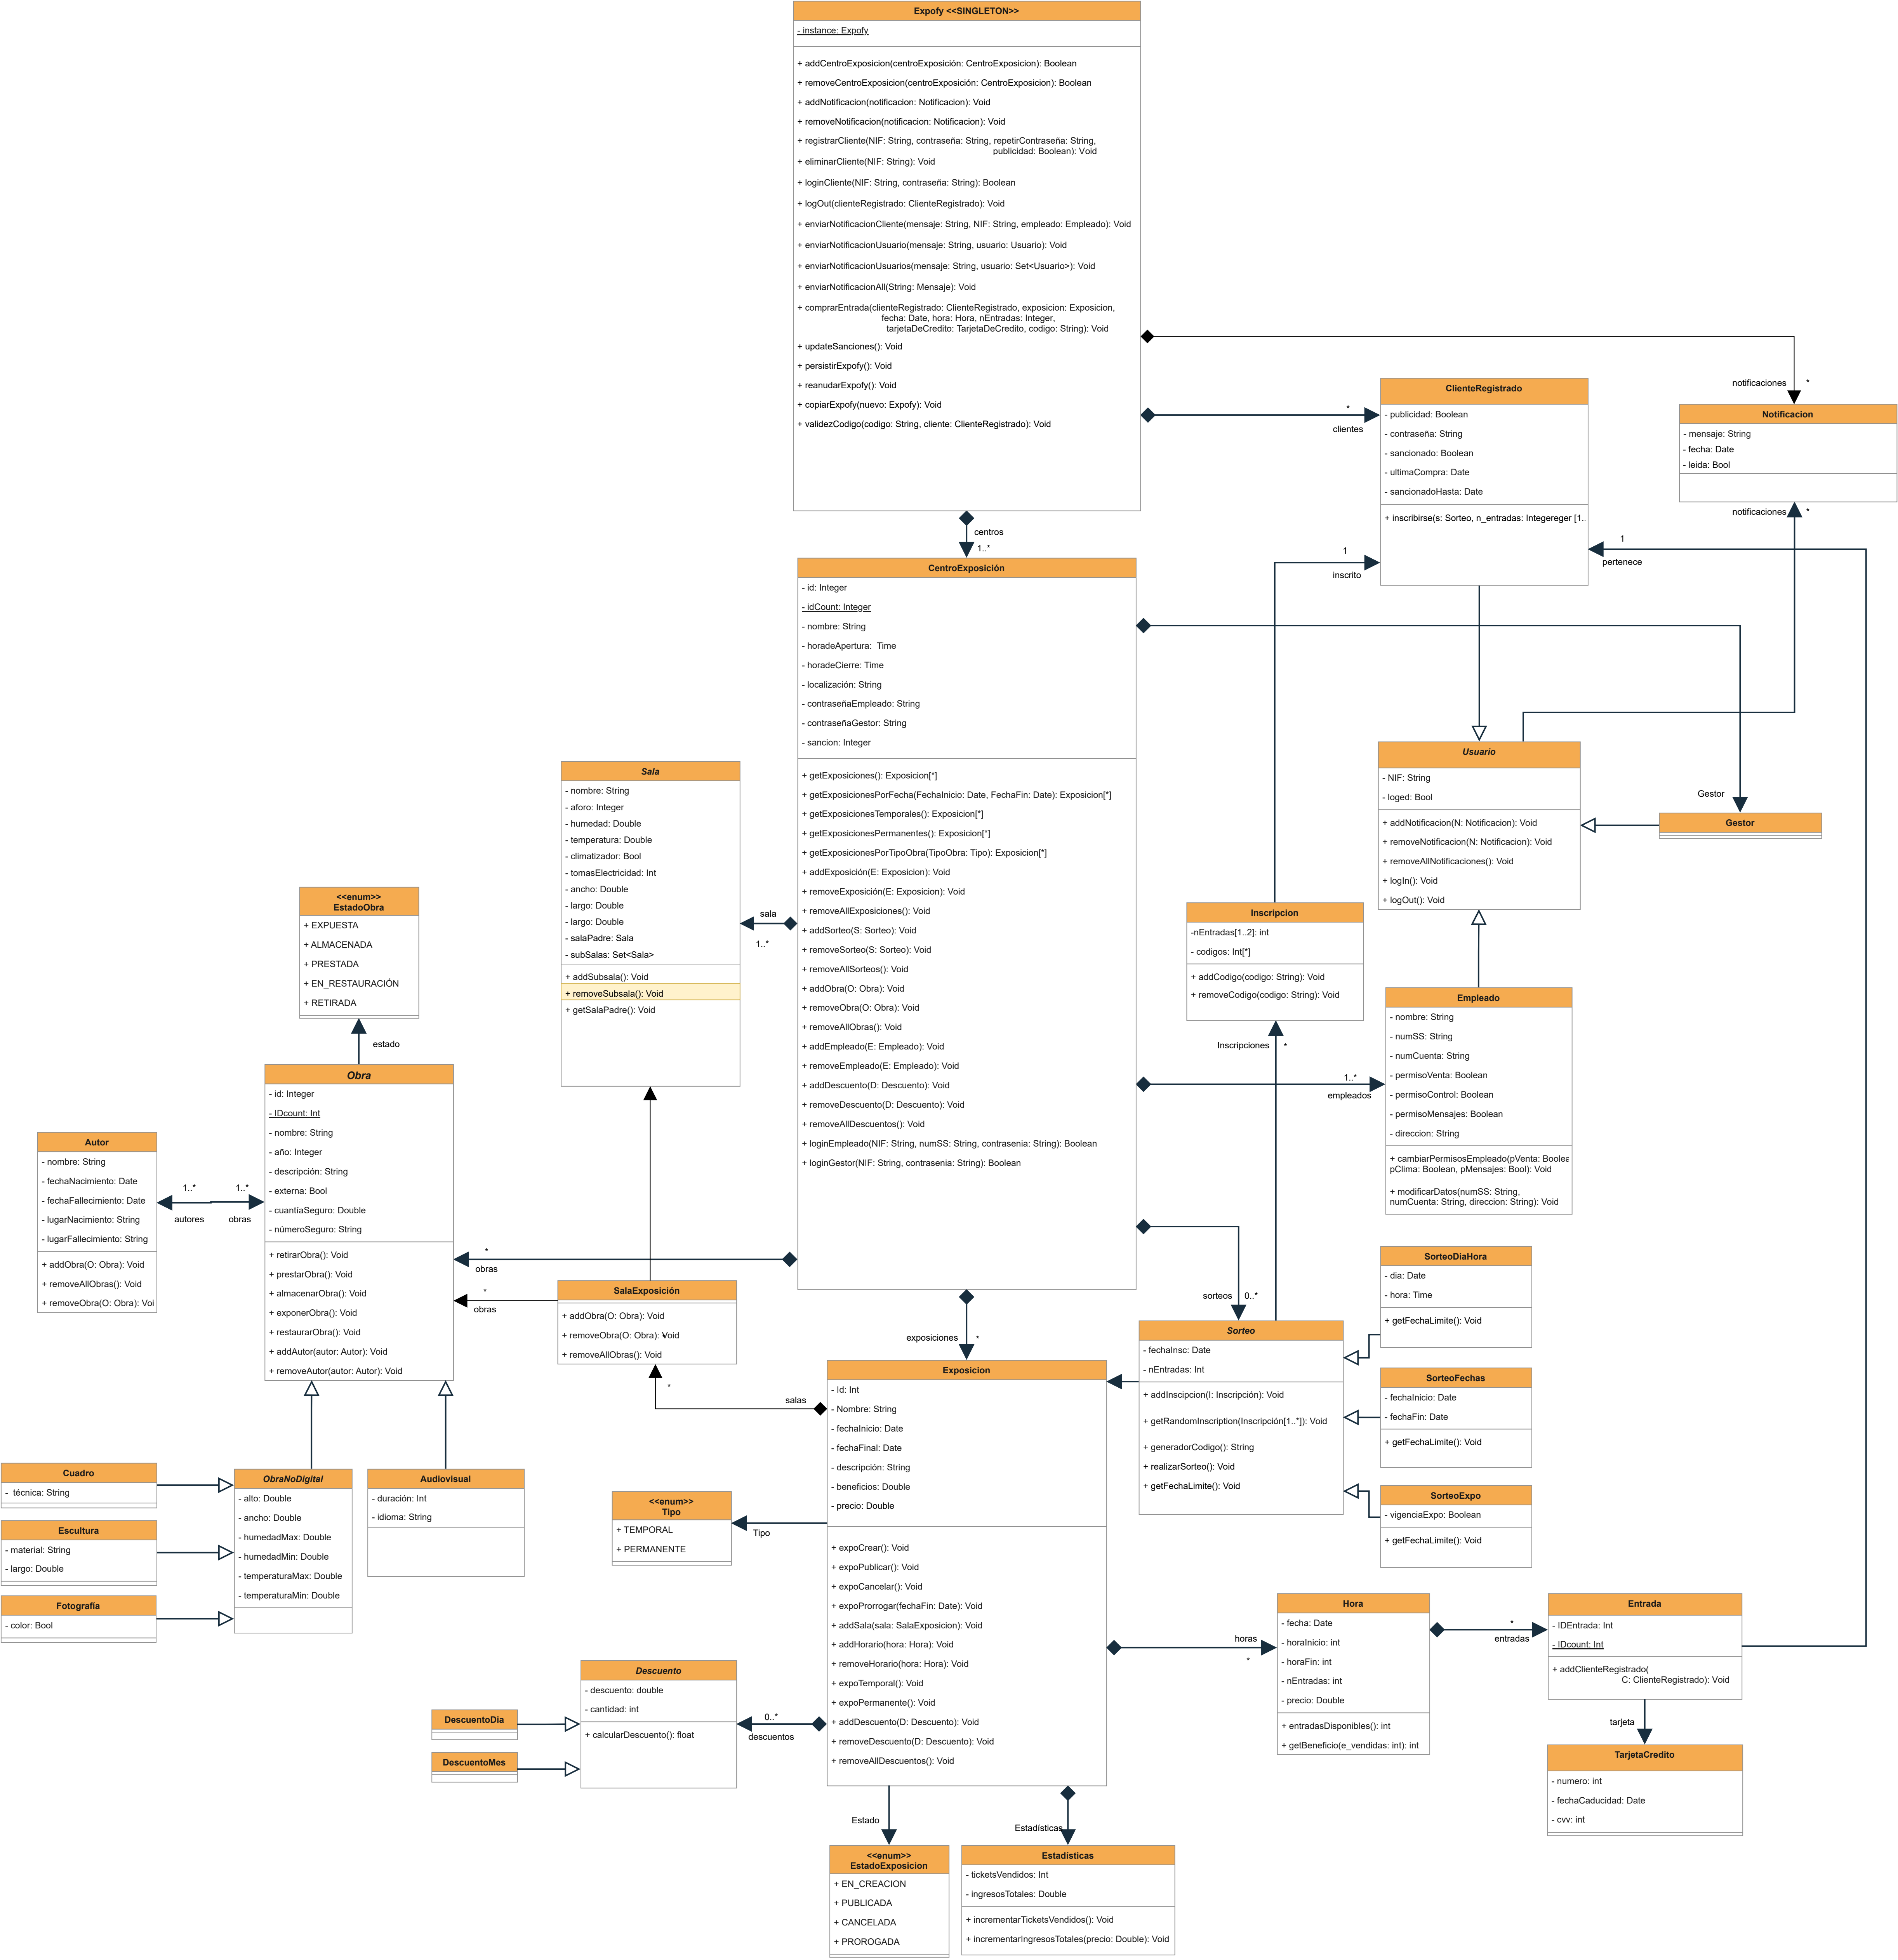 Expofy <<SINGLETON>>
- instance: Expofy
+ addCentroExposicion(centroExposición: CentroExposicion): Boolean
+ removeCentroExposicion(centroExposición: CentroExposicion): Boolean
+ addNotificacion(notificacion: Notificacion): Void
+ removeNotificacion(notificacion: Notificacion): Void
+ registrarCliente(NIF: String, contraseña: String, repetirContraseña: String,
publicidad: Boolean): Void
+ eliminarCliente(NIF: String): Void
+ loginCliente(NIF: String, contraseña: String): Boolean
+ logOut(clienteRegistrado: ClienteRegistrado): Void
+ enviarNotificacionCliente(mensaje: String, NIF: String, empleado: Empleado): Void
+ enviarNotificacionUsuario(mensaje: String, usuario: Usuario): Void
+ enviarNotificacionUsuarios(mensaje: String, usuario: Set<Usuario>): Void
+ enviarNotificacionAll(String: Mensaje): Void
+ comprarEntrada(clienteRegistrado: ClienteRegistrado, exposicion: Exposicion,
fecha: Date, hora: Hora, nEntradas: Integer,
tarjetaDeCredito: TarjetaDeCredito, codigo: String): Void
+ updateSanciones(): Void
+ persistirExpofy(): Void
+ reanudarExpofy(): Void
+ copiarExpofy(nuevo: Expofy): Void
+ validezCodigo(codigo: String, cliente: ClienteRegistrado): Void
notificaciones *
* clientes
centros
1..*
ClienteRegistrado
- publicidad: Boolean
- contraseña: String
- sancionado: Boolean
- ultimaCompra: Date
- sancionadoHasta: Date
+ inscribirse(s: Sorteo, n_entradas: Integereger [1..
Notificacion
- mensaje: String
- fecha: Date
- leida: Bool
notificaciones *
1
pertenece
1
inscrito
CentroExposición
- id: Integer
- idCount: Integer
- nombre: String
- horadeApertura:  Time
- horadeCierre: Time
- localización: String
- contraseñaEmpleado: String
- contraseñaGestor: String
- sancion: Integer
+ getExposiciones(): Exposicion[*]
+ getExposicionesPorFecha(FechaInicio: Date, FechaFin: Date): Exposicion[*]
+ getExposicionesTemporales(): Exposicion[*]
+ getExposicionesPermanentes(): Exposicion[*]
+ getExposicionesPorTipoObra(TipoObra: Tipo): Exposicion[*]
+ addExposición(E: Exposicion): Void
+ removeExposición(E: Exposicion): Void
+ removeAllExposiciones(): Void
+ addSorteo(S: Sorteo): Void
+ removeSorteo(S: Sorteo): Void
+ removeAllSorteos(): Void
+ addObra(O: Obra): Void
+ removeObra(O: Obra): Void
+ removeAllObras(): Void
+ addEmpleado(E: Empleado): Void
+ removeEmpleado(E: Empleado): Void
+ addDescuento(D: Descuento): Void
+ removeDescuento(D: Descuento): Void
+ removeAllDescuentos(): Void
+ loginEmpleado(NIF: String, numSS: String, contrasenia: String): Boolean
+ loginGestor(NIF: String, contrasenia: String): Boolean
Usuario
- NIF: String
- loged: Bool
+ addNotificacion(N: Notificacion): Void
+ removeNotificacion(N: Notificacion): Void
+ removeAllNotificaciones(): Void
+ logIn(): Void
+ logOut(): Void
Gestor
Gestor
Sala
- nombre: String
- aforo: Integer
- humedad: Double
- temperatura: Double
- climatizador: Bool
- tomasElectricidad: Int
- ancho: Double
- largo: Double
- largo: Double
- salaPadre: Sala
- subSalas: Set<Sala>
+ addSubsala(): Void
+ removeSubsala(): Void
+ getSalaPadre(): Void
sala
1..*
<<enum>>
EstadoObra
+ EXPUESTA
+ ALMACENADA
+ PRESTADA
+ EN_RESTAURACIÓN
+ RETIRADA
estado
Inscripcion
-nEntradas[1..2]: int
- codigos: Int[*]
+ addCodigo(codigo: String): Void
+ removeCodigo(codigo: String): Void
Inscripciones *
Empleado
- nombre: String
- numSS: String
- numCuenta: String
- permisoVenta: Boolean
- permisoControl: Boolean
- permisoMensajes: Boolean
- direccion: String
+ cambiarPermisosEmpleado(pVenta: Boolea
pClima: Boolean, pMensajes: Bool): Void
+ modificarDatos(numSS: String,
numCuenta: String, direccion: String): Void
1..*
empleados
Obra
- id: Integer
- IDcount: Int
- nombre: String
- año: Integer
- descripción: String
- externa: Bool
- cuantíaSeguro: Double
- númeroSeguro: String
+ retirarObra(): Void
+ prestarObra(): Void
+ almacenarObra(): Void
+ exponerObra(): Void
+ restaurarObra(): Void
+ addAutor(autor: Autor): Void
+ removeAutor(autor: Autor): Void
Autor
- nombre: String
- fechaNacimiento: Date
- fechaFallecimiento: Date
- lugarNacimiento: String
- lugarFallecimiento: String
+ addObra(O: Obra): Void
+ removeAllObras(): Void
+ removeObra(O: Obra): Voi
1..* 1..*
autores obras
*
obras
*
obras
SalaExposición
+ addObra(O: Obra): Void
+ removeObra(O: Obra): Void
+ removeAllObras(): Void
* salas
exposiciones *
sorteos 0..*
Sorteo
- fechaInsc: Date
- nEntradas: Int
+ addInscipcion(I: Inscripción): Void
+ getRandomInscription(Inscripción[1..*]): Void
+ generadorCodigo(): String
+ realizarSorteo(): Void
+ getFechaLimite(): Void
SorteoDiaHora
- dia: Date
- hora: Time
+ getFechaLimite(): Void
SorteoFechas
- fechaInicio: Date
- fechaFin: Date
+ getFechaLimite(): Void
SorteoExpo
- vigenciaExpo: Boolean
+ getFechaLimite(): Void
Exposicion
- Id: Int
- Nombre: String
- fechaInicio: Date
- fechaFinal: Date
- descripción: String
- beneficios: Double
- precio: Double
+ expoCrear(): Void
+ expoPublicar(): Void
+ expoCancelar(): Void
+ expoProrrogar(fechaFin: Date): Void
+ addSala(sala: SalaExposicion): Void
+ addHorario(hora: Hora): Void
+ removeHorario(hora: Hora): Void
+ expoTemporal(): Void
+ expoPermanente(): Void
+ addDescuento(D: Descuento): Void
+ removeDescuento(D: Descuento): Void
+ removeAllDescuentos(): Void
Cuadro
-  técnica: String
Escultura
- material: String
- largo: Double
Fotografía
- color: Bool
ObraNoDigital
- alto: Double
- ancho: Double
- humedadMax: Double
- humedadMin: Double
- temperaturaMax: Double
- temperaturaMin: Double
Audiovisual
- duración: Int
- idioma: String
<<enum>>
Tipo
+ TEMPORAL
+ PERMANENTE
Tipo
Descuento
- descuento: double
- cantidad: int
+ calcularDescuento(): float
DescuentoDia
DescuentoMes
0..*
descuentos
horas
*
Hora
- fecha: Date
- horaInicio: int
- horaFin: int
- nEntradas: int
- precio: Double
+ entradasDisponibles(): int
+ getBeneficio(e_vendidas: int): int
*
entradas
Entrada
- IDEntrada: Int
- IDcount: Int
+ addClienteRegistrado(
C: ClienteRegistrado): Void
tarjeta
TarjetaCredito
- numero: int
- fechaCaducidad: Date
- cvv: int
Estado
Estadísticas
<<enum>>
EstadoExposicion
+ EN_CREACION
+ PUBLICADA
+ CANCELADA
+ PROROGADA
Estadísticas
- ticketsVendidos: Int
- ingresosTotales: Double
+ incrementarTicketsVendidos(): Void
+ incrementarIngresosTotales(precio: Double): Void